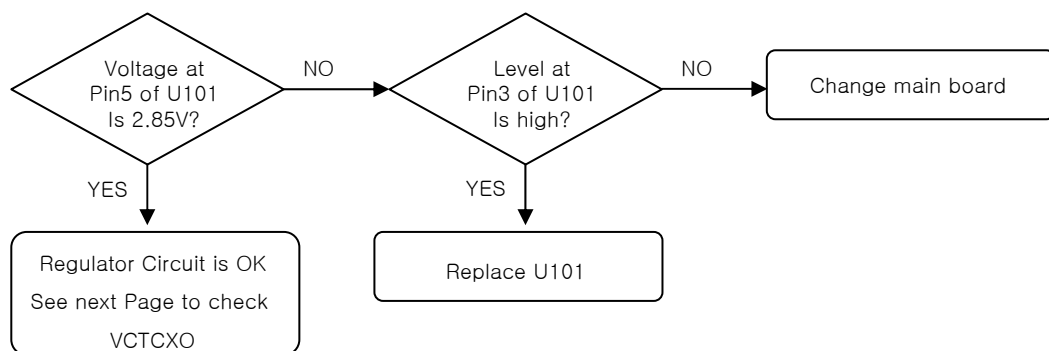 Voltage at
Pin5 of U101
Is 2.85V?
NO
Level at
Pin3 of U101
Is high?
NO
Change main board
YES
YES
Regulator Circuit is OK
See next Page to check
VCTCXO
Replace U101